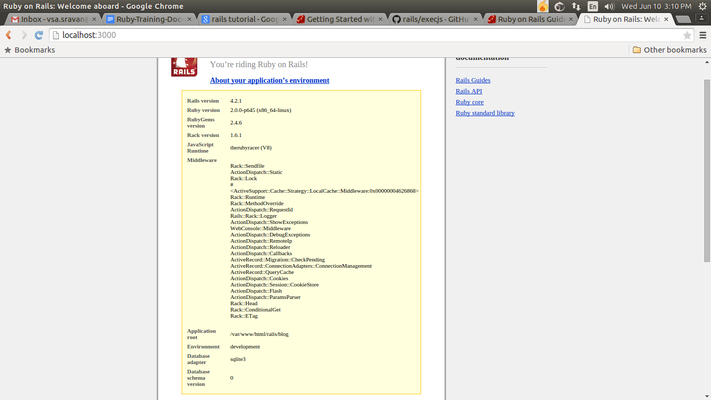 Ruby on Rails: Welcome aboard - Google Chrome
En
Wed Jun 10 3:10 PM
Inbox - vsa.sravanj
Ruby-Training-Doc
rails tutorial - Goog
Getting Started wit
rails/execjs · GitHu
Ruby on Rails Guide
Ruby on Rails: Welc
localhost:3000
Bookmarks
Other bookmarks
RAILS
You're riding Ruby on Rails!
About your application's environment
Rails version 4.2.1
Ruby version 2.0.0-p645 (x86_64-linux)
RubyGems version 2.4.6
Rack version 1.6.1
JavaScript Runtime therubyracer (V8)
Middleware
Rack::Sendfile
ActionDispatch::Static
Rack::Lock
#
<ActiveSupport::Cache::Strategy::LocalCache::Middleware:0x00000004626868>
Rack::Runtime
Rack::MethodOverride
ActionDispatch::RequestId
Rails::Rack::Logger
ActionDispatch::ShowExceptions
WebConsole::Middleware
ActionDispatch::DebugExceptions
ActionDispatch::RemoteIp
ActionDispatch::Reloader
ActionDispatch::Callbacks
ActiveRecord::Migration::CheckPending
ActiveRecord::ConnectionAdapters::ConnectionManagement
ActiveRecord::QueryCache
ActionDispatch::Cookies
ActionDispatch::Session::CookieStore
ActionDispatch::Flash
ActionDispatch::ParamsParser
Rack::Head
Rack::ConditionalGet
Rack::ETag
Application root /var/www/html/rails/blog
Environment development
Database adapter sqlite3
Database schema version 0
documentation
Rails Guides
Rails API
Ruby core
Ruby standard library